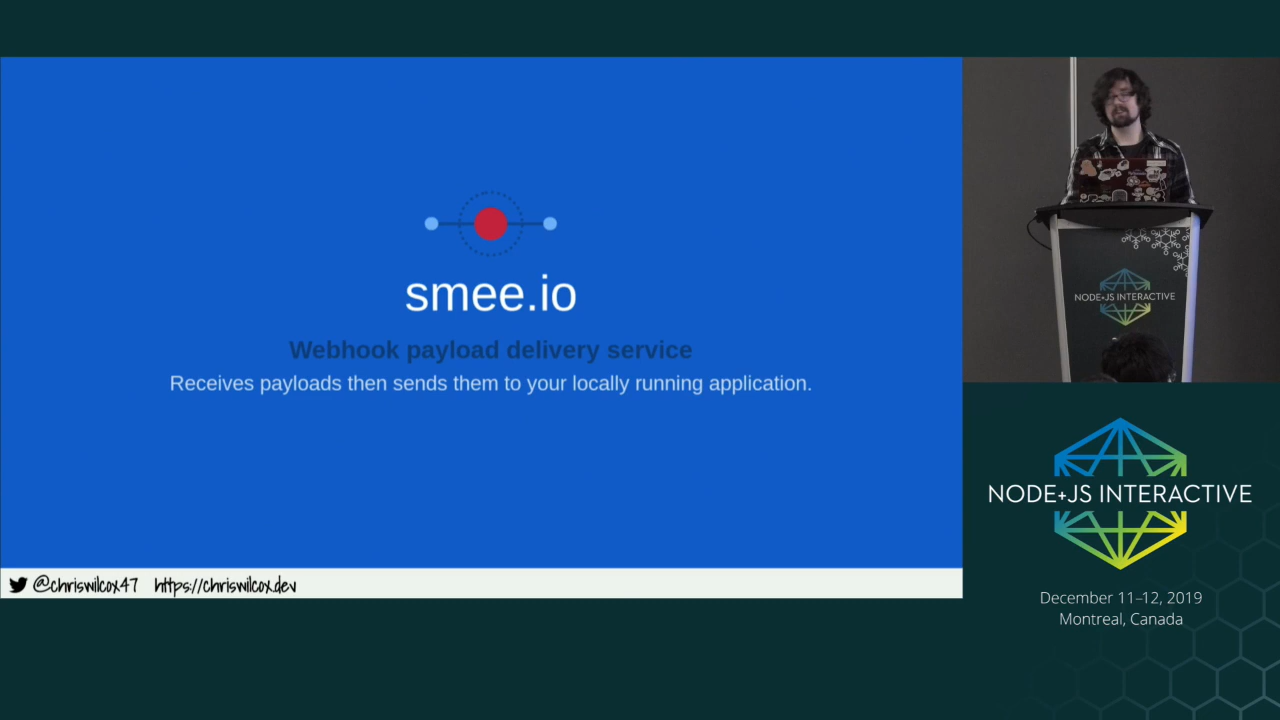 smee.io
Webhook payload delivery service
Receives payloads then sends them to your locally running application.
@chriswilcox47 https://chriswilcox.dev
NODE+JS INTERACTIVE
NODE+JS INTERACTIVE
December 11–12, 2019
Montreal, Canada